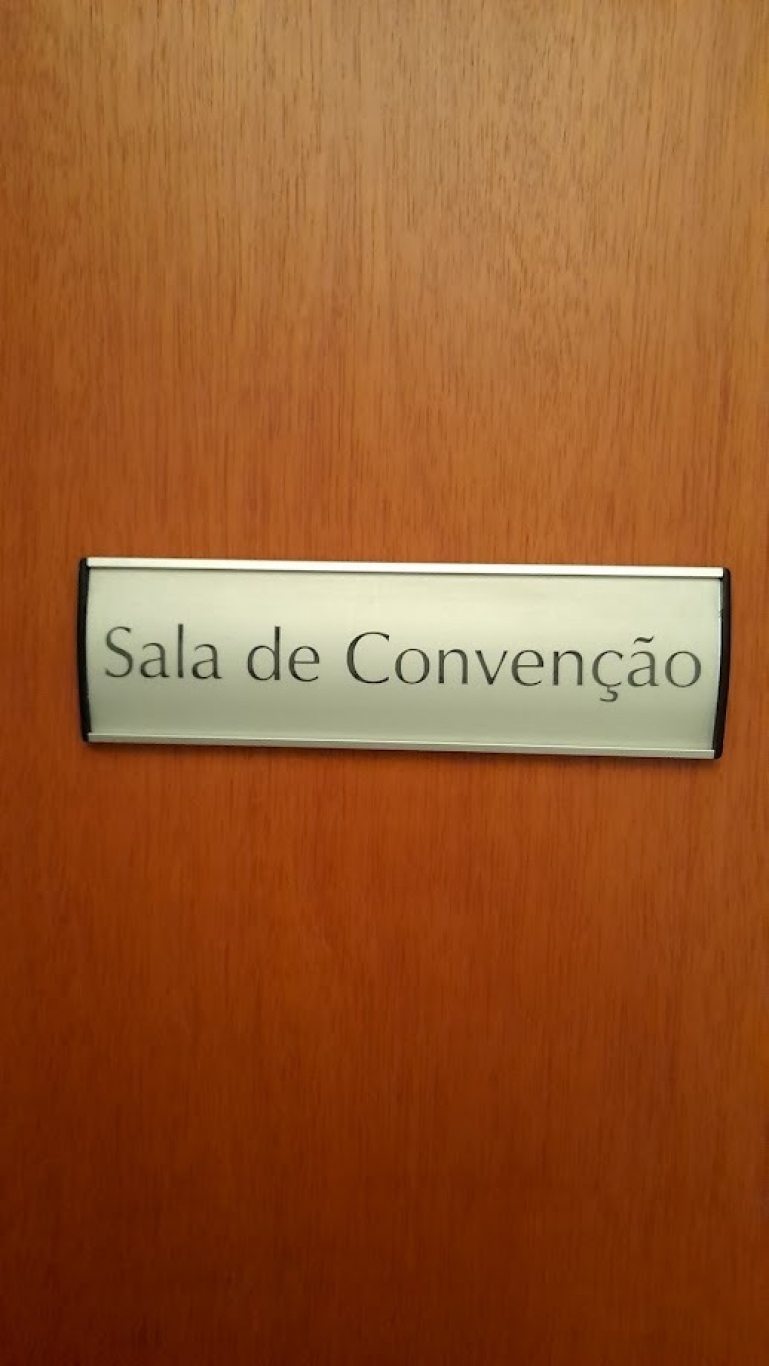 Sala de Convenção